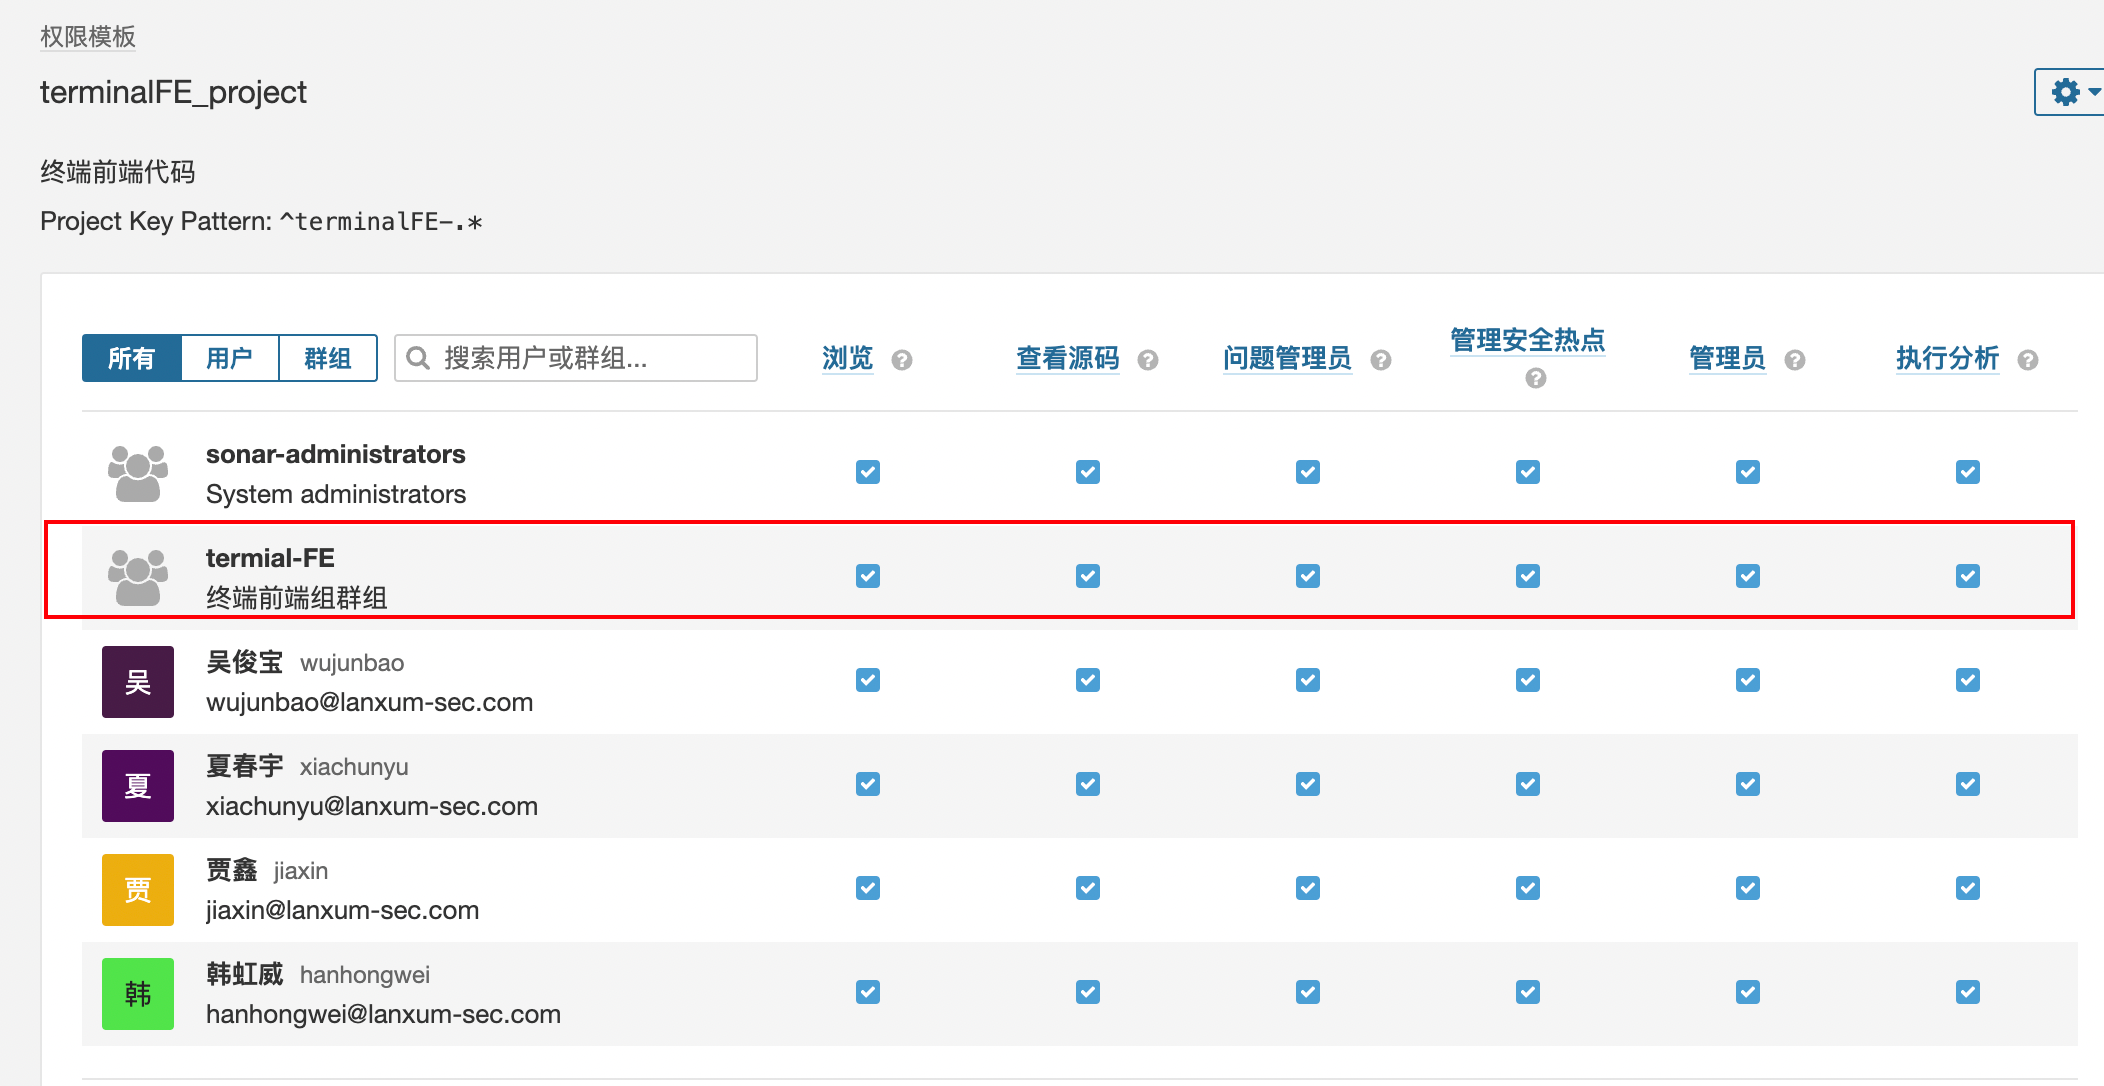 权限模板
terminalFE_project
终端前端代码
Project Key Pattern: ^terminalFE-.*
所有 用户 群组 搜索用户或群组... 浏览 ? 查看源码 ? 问题管理员 ? 管理安全热点 ? 管理员 ? 执行分析 ?
sonar-administrators
System administrators
termial-FE
终端前端组群组
吴 吴俊宝 wujunbao
wujunbao@lanxum-sec.com
夏 夏春宇 xiachunyu
xiachunyu@lanxum-sec.com
贾 贾鑫 jiaxin
jiaxin@lanxum-sec.com
韩 韩虹威 hanhongwei
hanhongwei@lanxum-sec.com